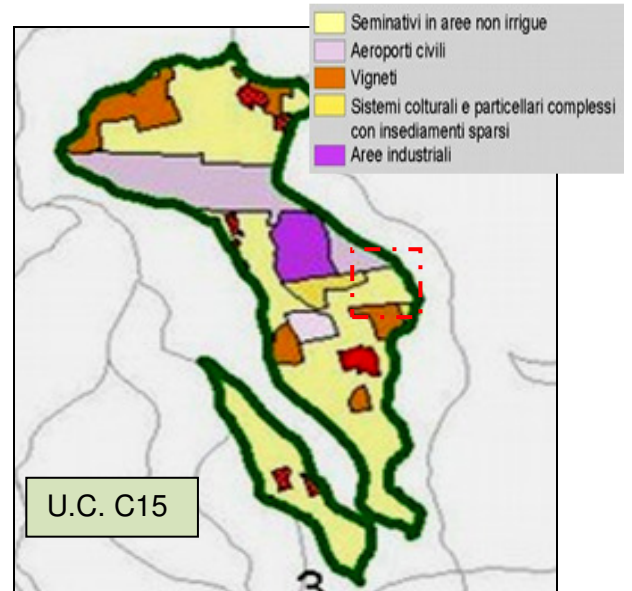 Seminativi in aree non irrigue
Aeroporti civili
Vigneti
Sistemi colturali e particellari complessi
con insediamenti sparsi
Aree industriali
U.C. C15
3